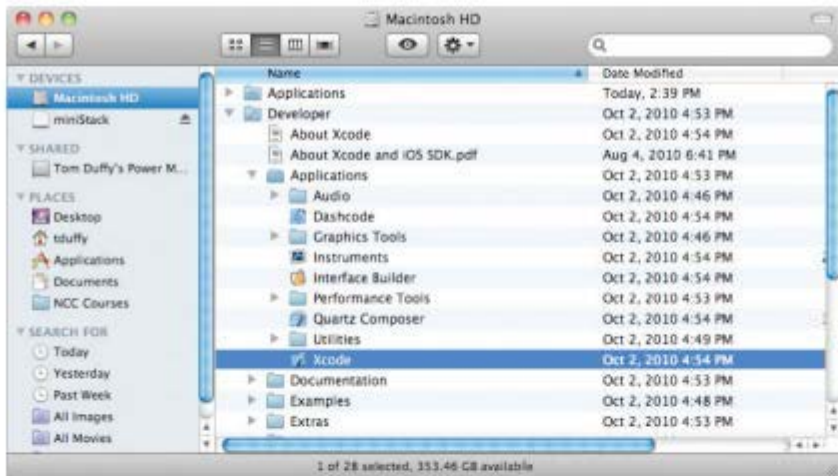 Macintosh HD
Name Date Modified
DEVICES
Macintosh HD
miniStack
SHARED
Tom Duffy's Power M...
PLACES
Desktop
tduffy
Applications
Documents
NCC Courses
SEARCH FOR
Today
Yesterday
Past Week
All Images
All Movies
Applications Today, 2:39 PM
Developer Oct 2, 2010 4:53 PM
About Xcode Oct 2, 2010 4:54 PM
About Xcode and iOS SDK.pdf Aug 4, 2010 6:41 PM
Applications Oct 2, 2010 4:53 PM
Audio Oct 2, 2010 4:46 PM
Dashcode Oct 2, 2010 4:54 PM
Graphics Tools Oct 2, 2010 4:46 PM
Instruments Oct 2, 2010 4:54 PM
Interface Builder Oct 2, 2010 4:54 PM
Performance Tools Oct 2, 2010 4:53 PM
Quartz Composer Oct 2, 2010 4:54 PM
Utilities Oct 2, 2010 4:49 PM
Xcode Oct 2, 2010 4:54 PM
Documentation Oct 2, 2010 4:53 PM
Examples Oct 2, 2010 4:48 PM
Extras Oct 2, 2010 4:53 PM
1 of 28 selected, 353.46 GB available